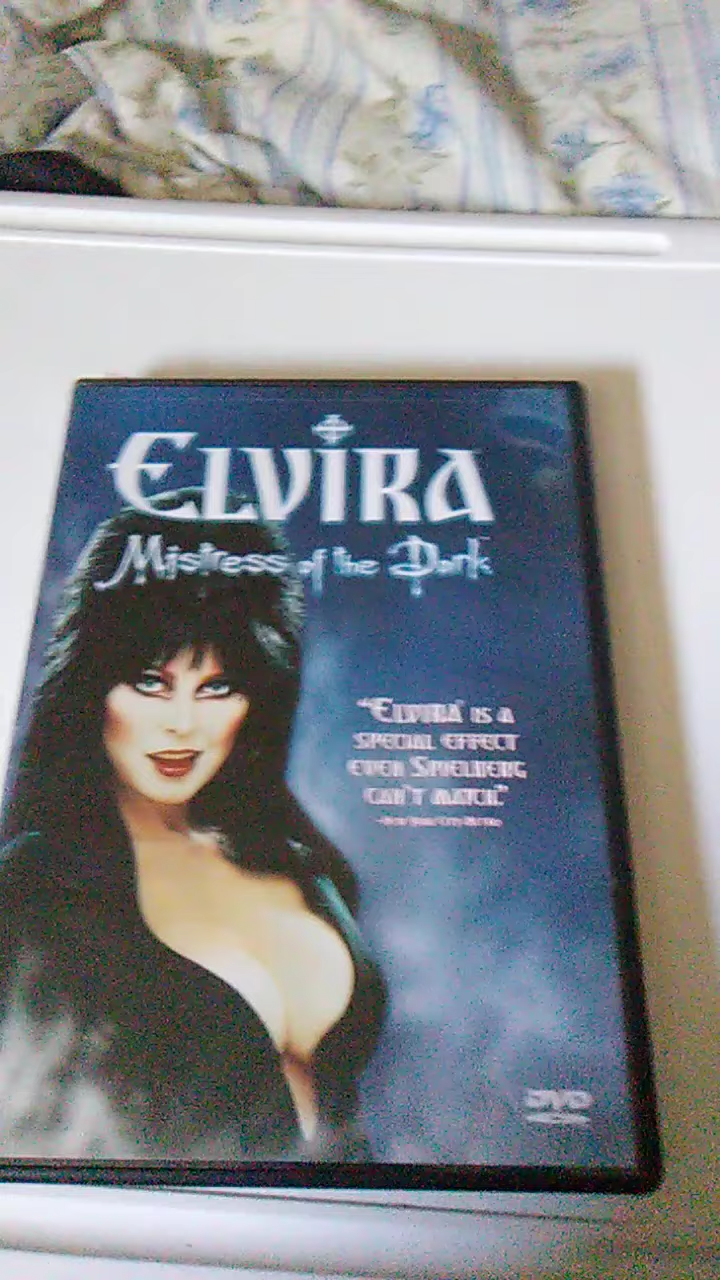 ELVIRA
Mistress of the Dark
"ELVIRA IS A
SPECIAL EFFECT
EVEN SPIELBERG
CAN'T MATCH."
DVD